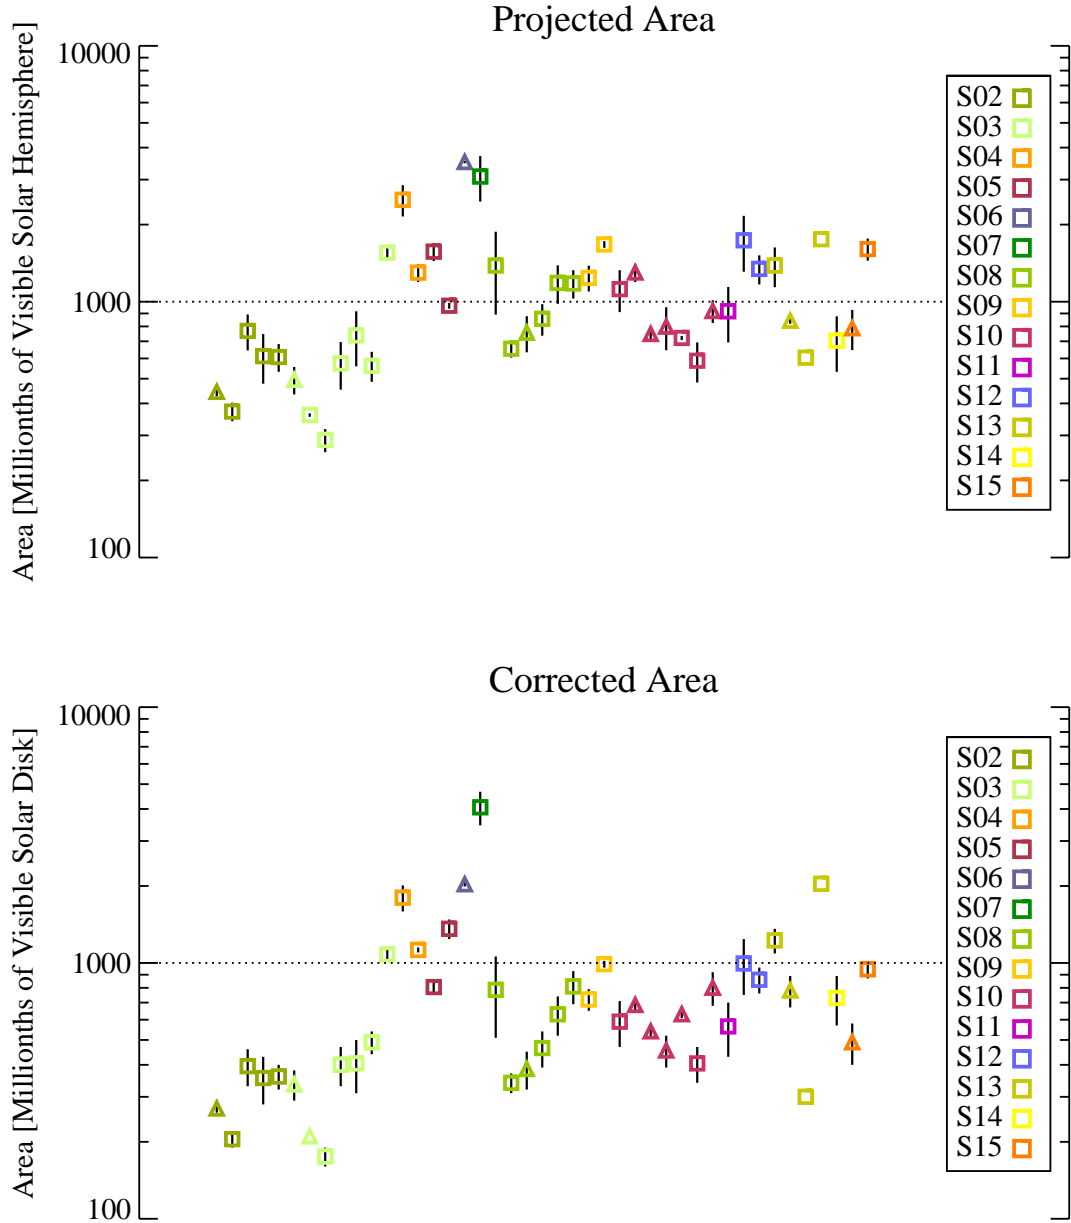 Projected Area
Area [Millionths of Visible Solar Hemisphere]
10000
1000
100
S02
S03
S04
S05
S06
S07
S08
S09
S10
S11
S12
S13
S14
S15
Corrected Area
Area [Millionths of Visible Solar Disk]
10000
1000
100
S02
S03
S04
S05
S06
S07
S08
S09
S10
S11
S12
S13
S14
S15